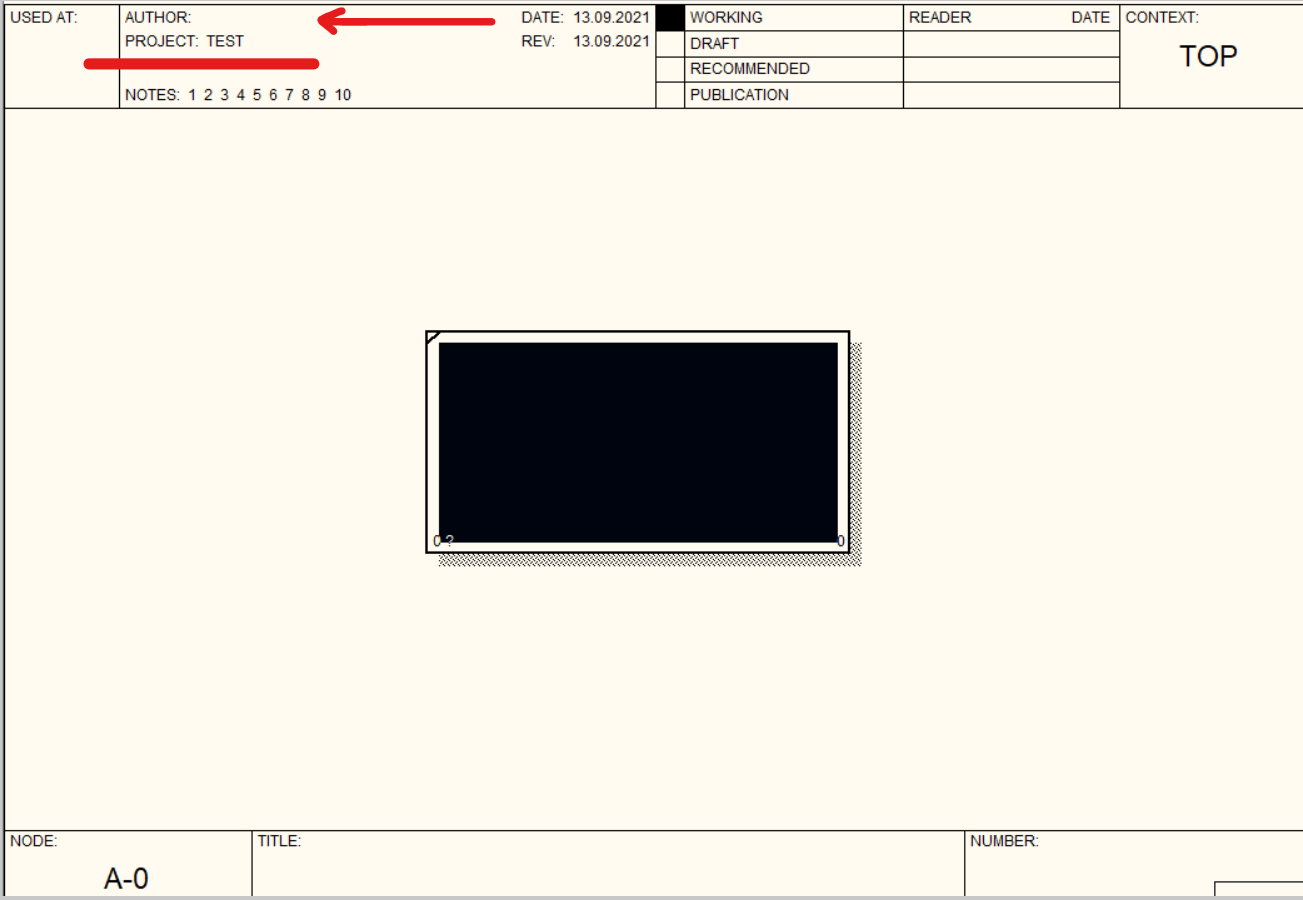 USED AT:
AUTHOR:
DATE: 13.09.2021
PROJECT: TEST
REV: 13.09.2021
NOTES: 1 2 3 4 5 6 7 8 9 10
WORKING
DRAFT
RECOMMENDED
PUBLICATION
READER DATE
CONTEXT:
TOP
0 ?
0
NODE:
A-0
TITLE:
NUMBER: